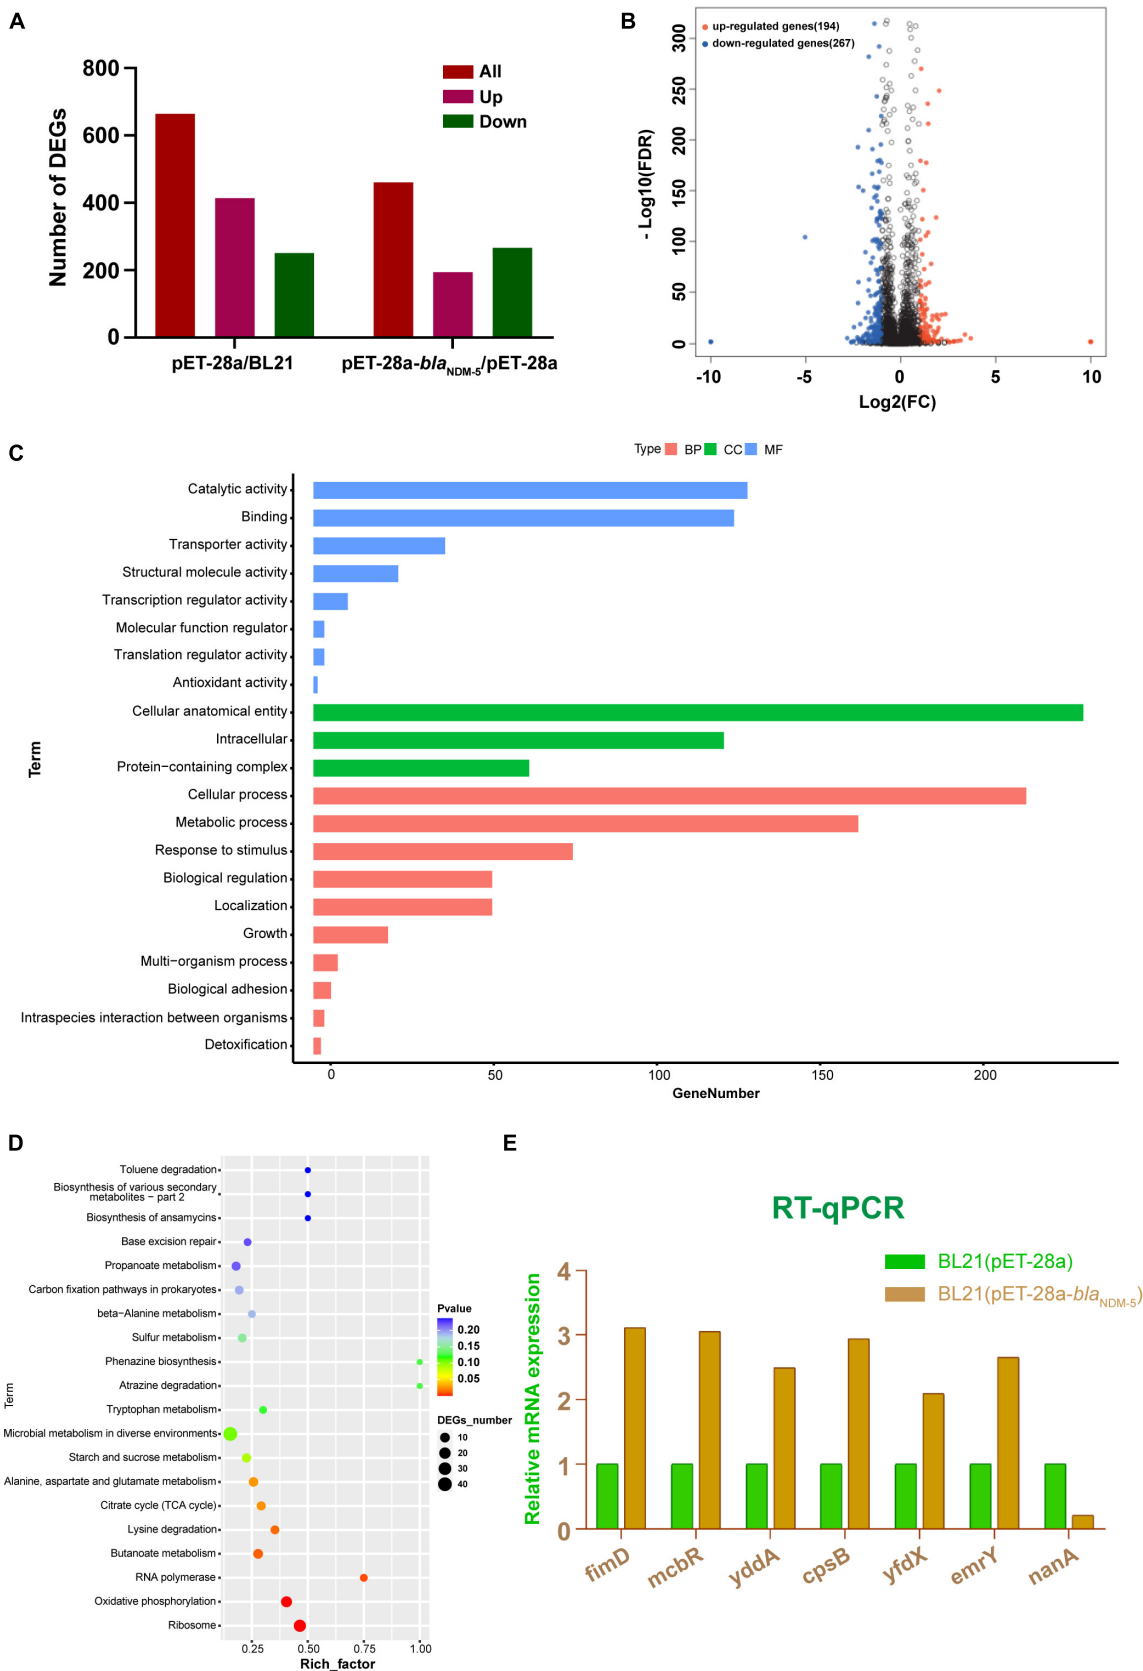 A
800
600
400
200
0
Number of DEGs
All
Up
Down
pET-28a/BL21
pET-28a-blaNDM-5/pET-28a
B
up-regulated genes(194)
down-regulated genes(267)
300
250
200
150
100
50
0
- Log10(FDR)
-10
-5
0
5
10
Log2(FC)
C
Type BP CC MF
Catalytic activity
Binding
Transporter activity
Structural molecule activity
Transcription regulator activity
Molecular function regulator
Translation regulator activity
Antioxidant activity
Cellular anatomical entity
Intracellular
Protein−containing complex
Cellular process
Metabolic process
Response to stimulus
Biological regulation
Localization
Growth
Multi−organism process
Biological adhesion
Intraspecies interaction between organisms
Detoxification
Term
0
50
100
150
200
GeneNumber
D
Toluene degradation
Biosynthesis of various secondary
metabolites − part 2
Biosynthesis of ansamycins
Base excision repair
Propanoate metabolism
Carbon fixation pathways in prokaryotes
beta−Alanine metabolism
Sulfur metabolism
Phenazine biosynthesis
Atrazine degradation
Tryptophan metabolism
Microbial metabolism in diverse environments
Starch and sucrose metabolism
Alanine, aspartate and glutamate metabolism
Citrate cycle (TCA cycle)
Lysine degradation
Butanoate metabolism
RNA polymerase
Oxidative phosphorylation
Ribosome
Term
0.25
0.50
0.75
1.00
Rich_factor
Pvalue
0.20
0.15
0.10
0.05
DEGs_number
10
20
30
40
E
RT-qPCR
BL21(pET-28a)
BL21(pET-28a-blaNDM-5)
4
3
2
1
0
Relative mRNA expression
fimD
mcbR
yddA
cpsB
yfdX
emrY
nanA